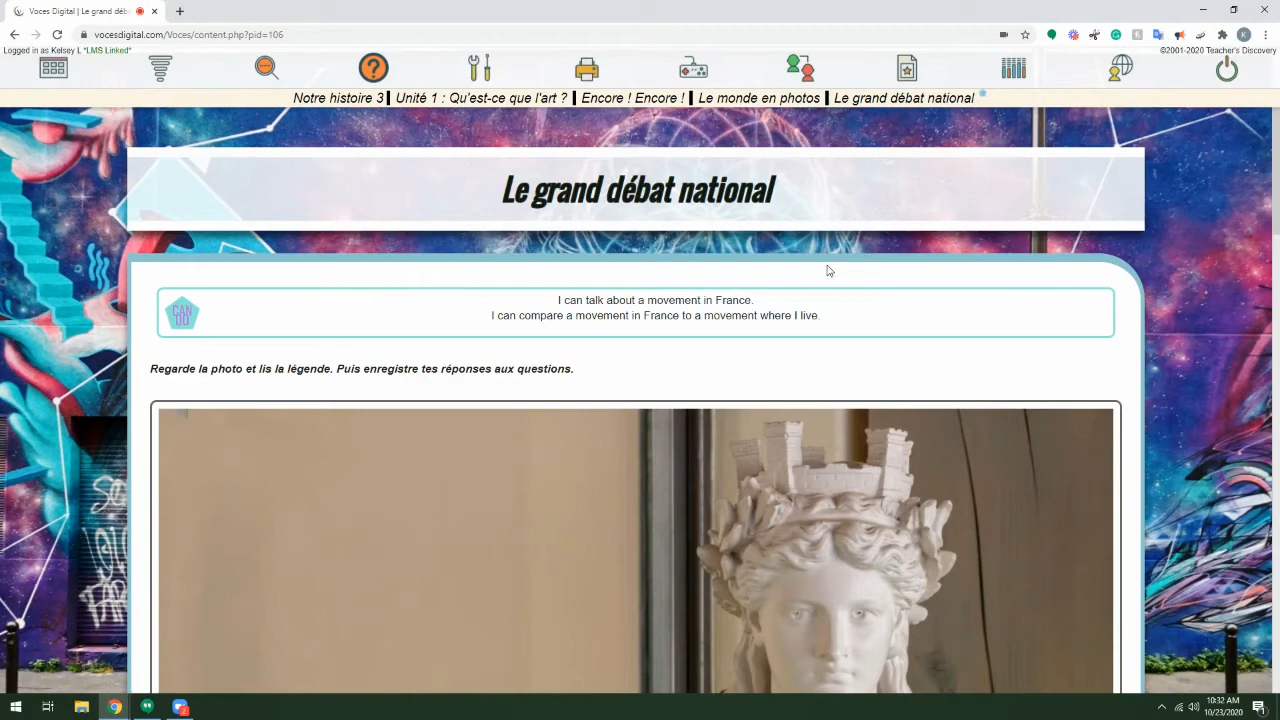 Voces Digital | Le grand déb
vocesdigital.com/Voces/content.php?pid=106
K
Logged in as Kelsey L *LMS Linked*
©2001-2020 Teacher's Discovery
Notre histoire 3 | Unité 1 : Qu'est-ce que l'art ? | Encore ! Encore ! | Le monde en photos | Le grand débat national
Le grand débat national
CAN DO
I can talk about a movement in France.
I can compare a movement in France to a movement where I live.
Regarde la photo et lis la légende. Puis enregistre tes réponses aux questions.
10:32 AM
10/23/2020